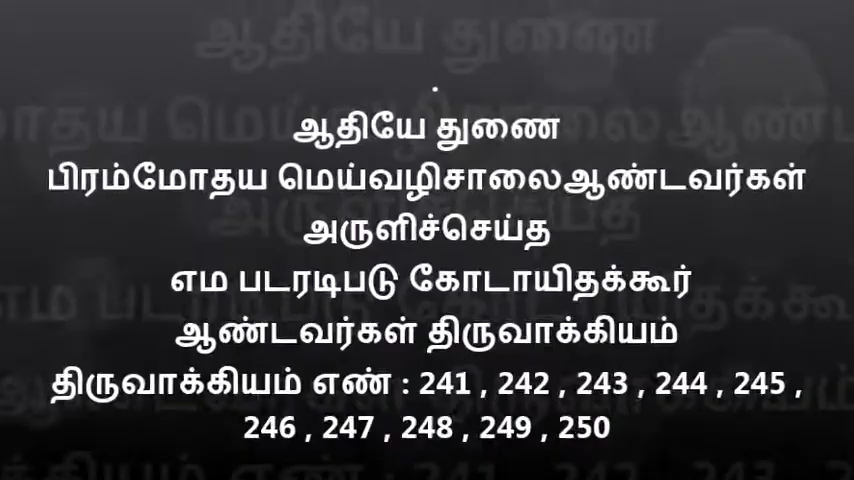 .
ஆதியே துணை
பிரம்மோதய மெய்வழிசாலைஆண்டவர்கள்
அருளிச்செய்த
எம படரடிபடு கோடாயிதக்கூர்
ஆண்டவர்கள் திருவாக்கியம்
திருவாக்கியம் எண் : 241 , 242 , 243 , 244 , 245 ,
246 , 247 , 248 , 249 , 250